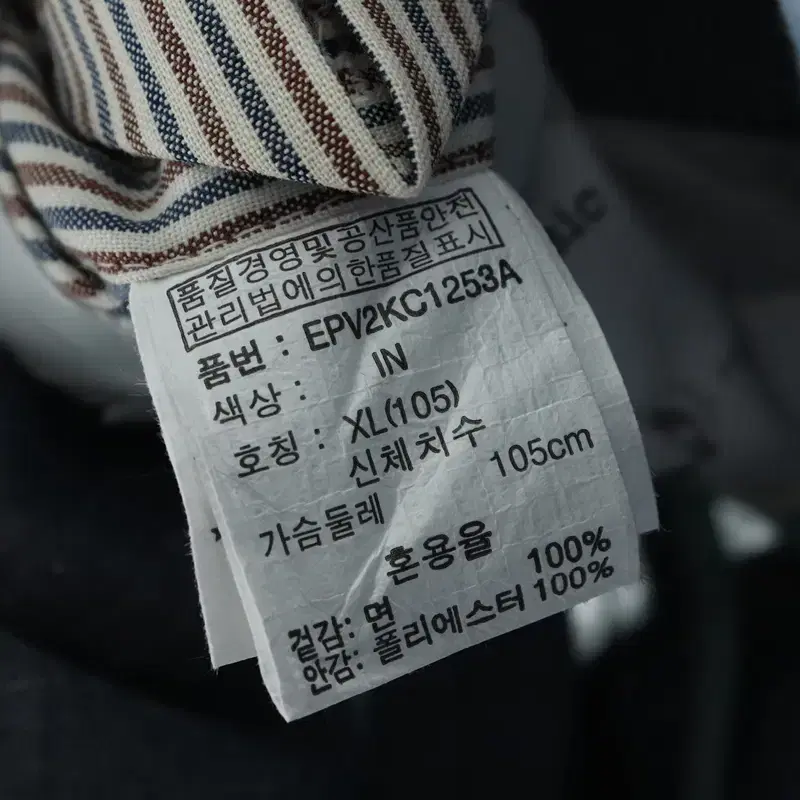 품질경영및공산품안전
관리법에의한품질표시
품번 : EPV2KC1253A
색상 : IN
호칭 : XL(105)
신체치수
가슴둘레 105cm
혼용율
겉감: 면 100%
안감: 폴리에스터 100%